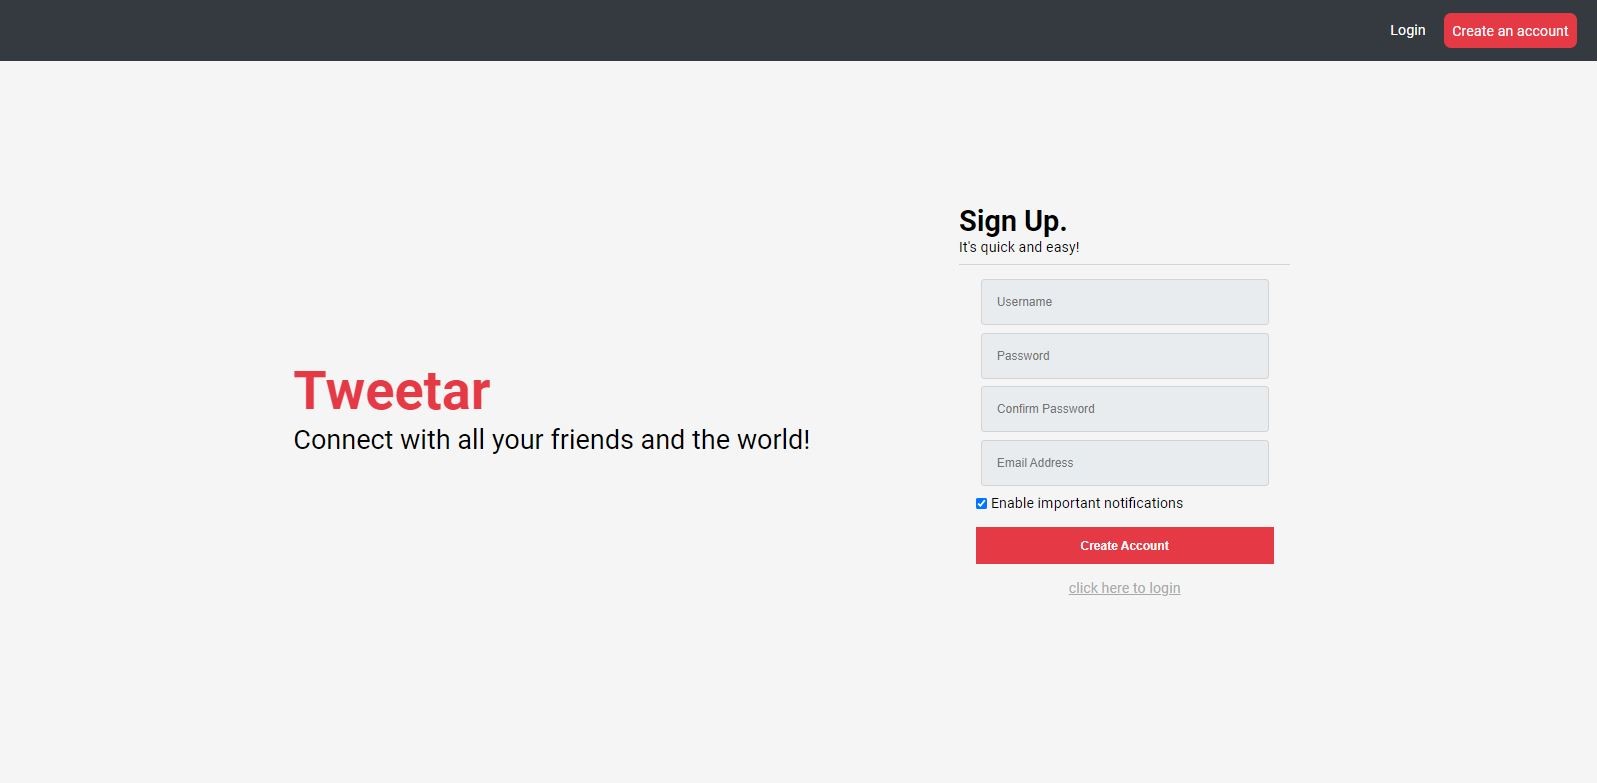 Login
Create an account
Sign Up.
It's quick and easy!
Username
Password
Confirm Password
Email Address
Enable important notifications
Create Account
click here to login
Tweetar
Connect with all your friends and the world!